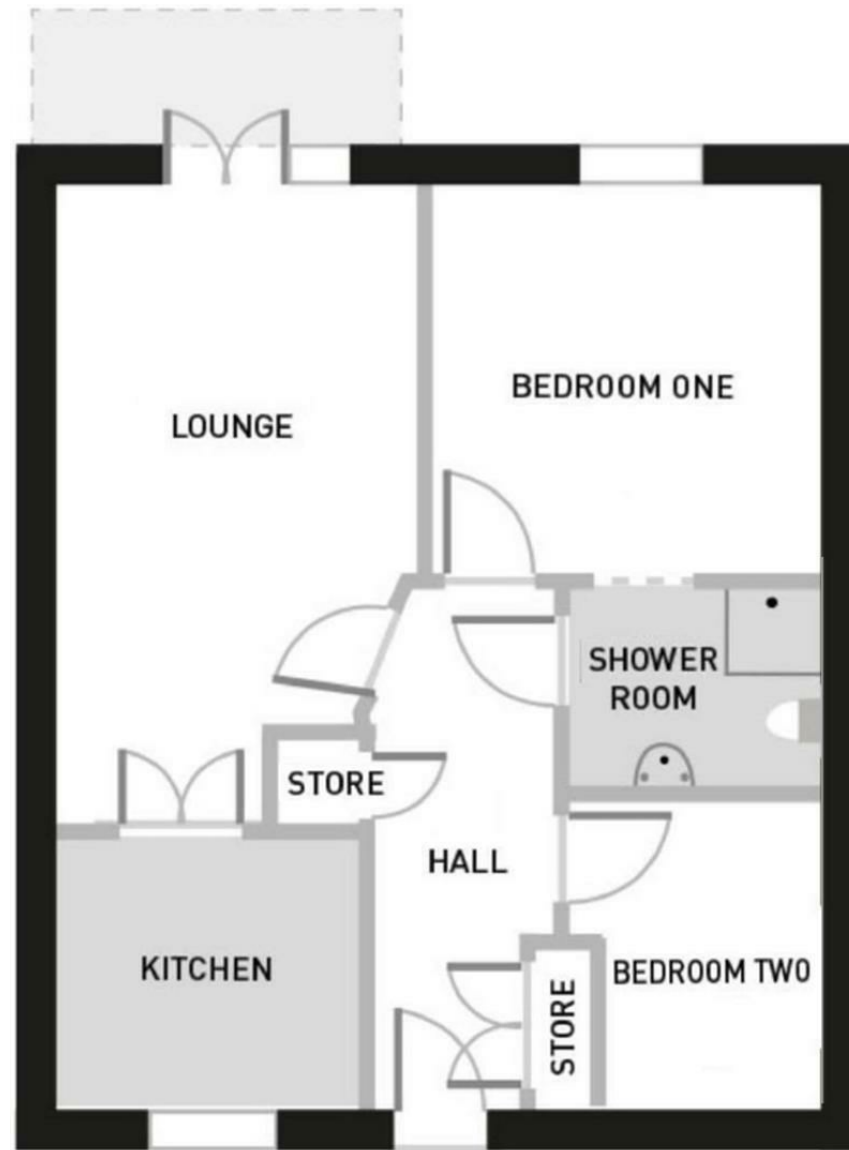 LOUNGE
BEDROOM ONE
SHOWER
ROOM
STORE
HALL
KITCHEN
STORE
BEDROOM TWO